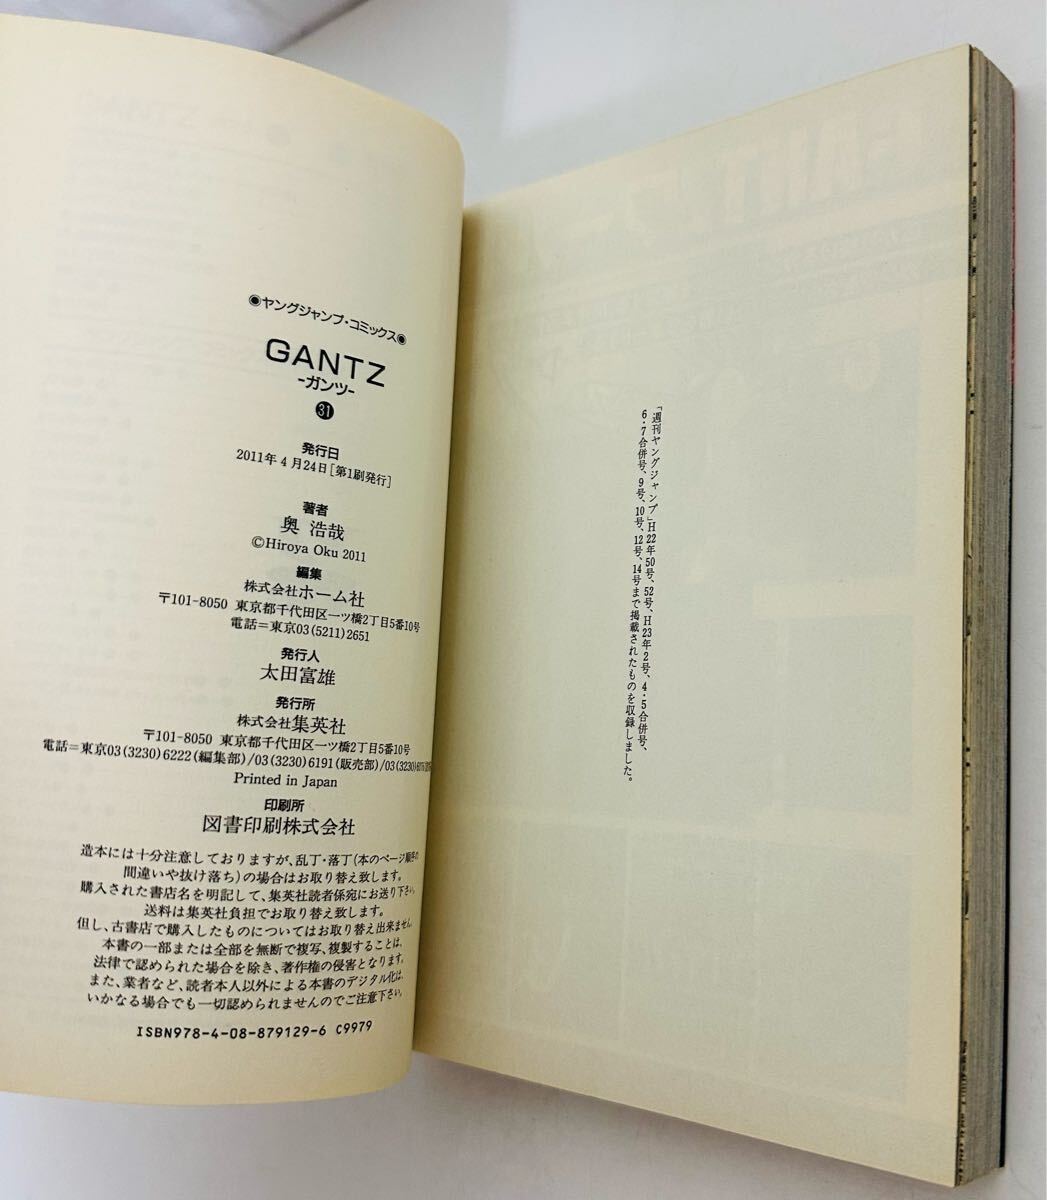 ◉ヤングジャンプ・コミックス◉
GANTZ
-ガンツ-
31
発行日
2011年4月24日[第1刷発行]
著者
奥 浩哉
©Hiroya Oku 2011
編集
株式会社ホーム社
〒101-8050 東京都千代田区一ツ橋2丁目5番10号
電話=東京03(5211)2651
発行人
太田富雄
発行所
株式会社集英社
〒101-8050 東京都千代田区一ツ橋2丁目5番10号
電話=東京03(3230)6222(編集部)/03(3230)6191(販売部)/03(3230)
Printed in Japan
印刷所
図書印刷株式会社
造本には十分注意しておりますが、乱丁・落丁(本のページ順序の
間違いや抜け落ち)の場合はお取り替え致します。
購入された書店名を明記して、集英社読者係宛にお送り下さい。
送料は集英社負担でお取り替え致します。
但し、古書店で購入したものについてはお取り替え出来ません。
本書の一部または全部を無断で複写、複製することは、
法律で認められた場合を除き、著作権の侵害となります。
また、業者など、読者本人以外による本書のデジタル化は、
いかなる場合でも一切認められませんのでご注意下さい。
ISBN978-4-08-879129-6 C9979
「週刊ヤングジャンプ」H22年50号、52号、H23年2号、4・5合併号、
6・7合併号、9号、10号、12号、14号まで掲載されたものを収録しました。